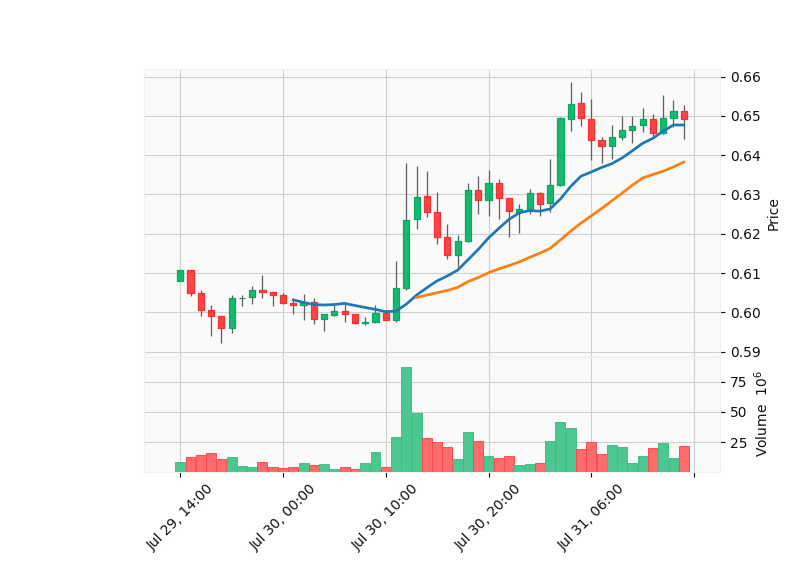 0.66
0.65
0.64
0.63
0.62
0.61
0.60
0.59
Price
75
50
25
Volume 10^6
Jul 29, 14:00
Jul 30, 00:00
Jul 30, 10:00
Jul 30, 20:00
Jul 31, 06:00